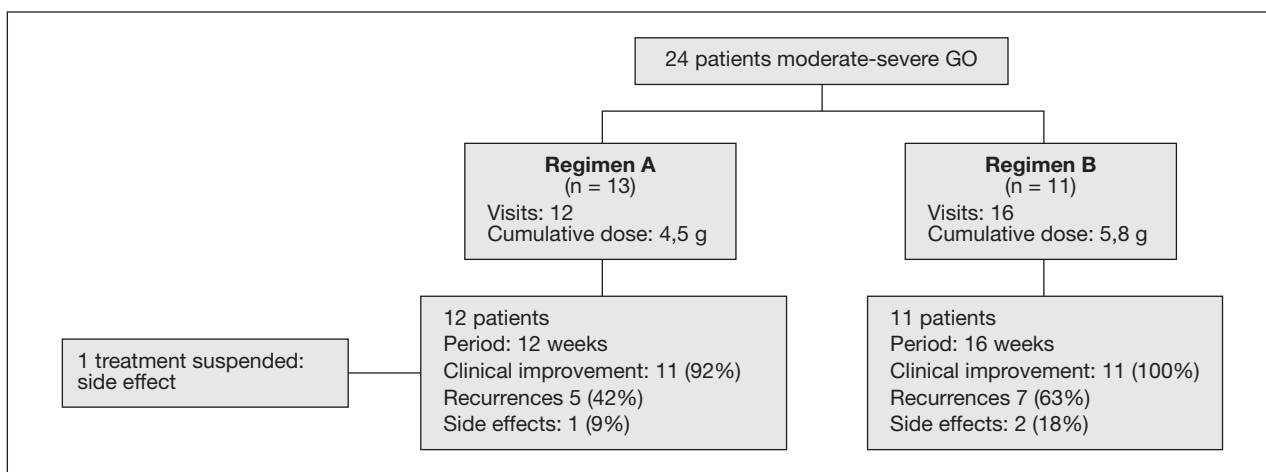 24 patients moderate-severe GO
Regimen A
(n = 13)
Visits: 12
Cumulative dose: 4,5 g
Regimen B
(n = 11)
Visits: 16
Cumulative dose: 5,8 g
1 treatment suspended:
side effect
12 patients
Period: 12 weeks
Clinical improvement: 11 (92%)
Recurrences 5 (42%)
Side effects: 1 (9%)
11 patients
Period: 16 weeks
Clinical improvement: 11 (100%)
Recurrences 7 (63%)
Side effects: 2 (18%)